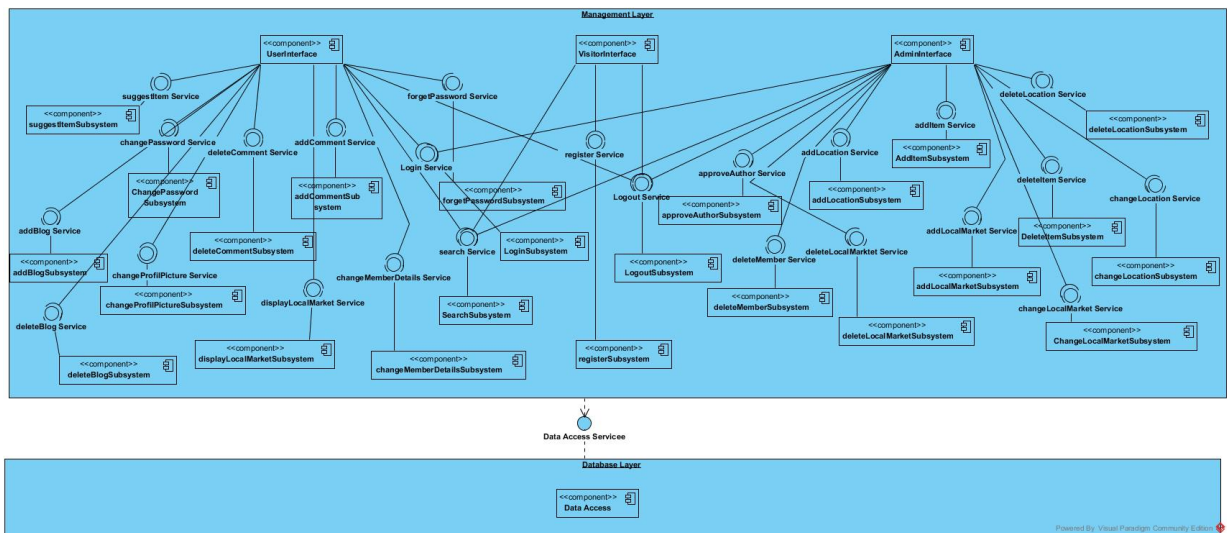 Management Layer
<<component>>
UserInterface
<<component>>
VisitorInterface
<<component>>
AdminInterface
suggestItem Service
forgetPassword Service
deleteLocation Service
<<component>>
suggestItemSubsystem
<<component>>
deleteLocationSubsystem
addItem Service
changePassword Service
deleteComment Service
addComment Service
Login Service
register Service
approveAuthor Service
addLocation Service
<<component>>
AddItemSubsystem
deleteItem Service
<<component>>
ChangePassword
Subsystem
<<component>>
addCommentSub
system
<<component>>
forgetPasswordSubsystem
Logout Service
<<component>>
approveAuthorSubsystem
<<component>>
addLocationSubsystem
changeLocation Service
addBlog Service
<<component>>
deleteCommentSubsystem
search Service
<<component>>
LoginSubsystem
<<component>>
LogoutSubsystem
deleteMember Service
deleteLocalMarktet Service
addLocalMarket Service
<<component>>
DeleteItemSubsystem
<<component>>
addBlogSubsystem
changeProfilPicture Service
changeMemberDetails Service
<<component>>
changeLocationSubsystem
<<component>>
changeProfilPictureSubsystem
displayLocalMarket Service
<<component>>
SearchSubsystem
<<component>>
deleteMemberSubsystem
<<component>>
addLocalMarketSubsystem
changeLocalMarket Service
deleteBlog Service
<<component>>
deleteBlogSubsystem
<<component>>
displayLocalMarketSubsystem
<<component>>
changeMemberDetailsSubsystem
<<component>>
registerSubsystem
<<component>>
deleteLocalMarketSubsystem
<<component>>
ChangeLocalMarketSubsystem
Data Access Servicee
Database Layer
<<component>>
Data Access
Powered By Visual Paradigm Community Edition